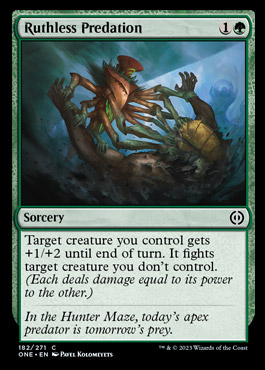 Ruthless Predation 1
Sorcery
Target creature you control gets
+1/+2 until end of turn. It fights
target creature you don't control.
(Each deals damage equal to its power
to the other.)
In the Hunter Maze, today's apex
predator is tomorrow's prey.
182/271 C
ONE • EN Pavel Kolomeyets
™ & © 2023 Wizards of the Coast